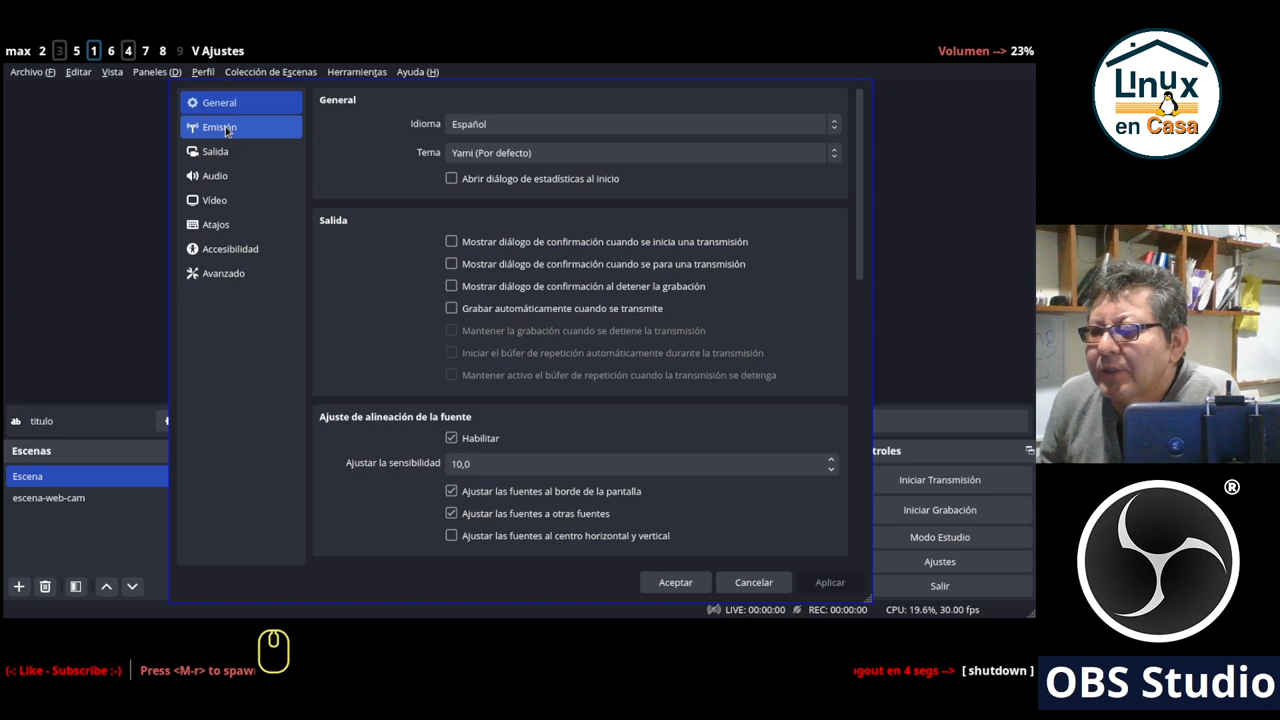 max 2 3 5 1 6 4 7 8 9 V Ajustes
Volumen --> 23%
Archivo (F) Editar Vista Paneles (D) Perfil Colección de Escenas Herramientas Ayuda (H)
General
Emisión
Salida
Audio
Vídeo
Atajos
Accesibilidad
Avanzado
General
Idioma Español
Tema Yami (Por defecto)
Abrir diálogo de estadísticas al inicio
Salida
Mostrar diálogo de confirmación cuando se inicia una transmisión
Mostrar diálogo de confirmación cuando se para una transmisión
Mostrar diálogo de confirmación al detener la grabación
Grabar automáticamente cuando se transmite
Mantener la grabación cuando se detiene la transmisión
Iniciar el búfer de repetición automáticamente durante la transmisión
Mantener activo el búfer de repetición cuando la transmisión se detenga
Ajuste de alineación de la fuente
Habilitar
Ajustar la sensibilidad 10,0
Ajustar las fuentes al borde de la pantalla
Ajustar las fuentes a otras fuentes
Ajustar las fuentes al centro horizontal y vertical
Aceptar Cancelar Aplicar
ab titulo
Escenas
Escena
escena-web-cam
troles
Iniciar Transmisión
Iniciar Grabación
Modo Estudio
Ajustes
Salir
LIVE: 00:00:00 REC: 00:00:00 CPU: 19.6%, 30.00 fps
(-: Like - Subscribe :-) Press <M-r> to spaw
ogout en 4 segs --> [ shutdown ]
Linux
en Casa
®
OBS Studio